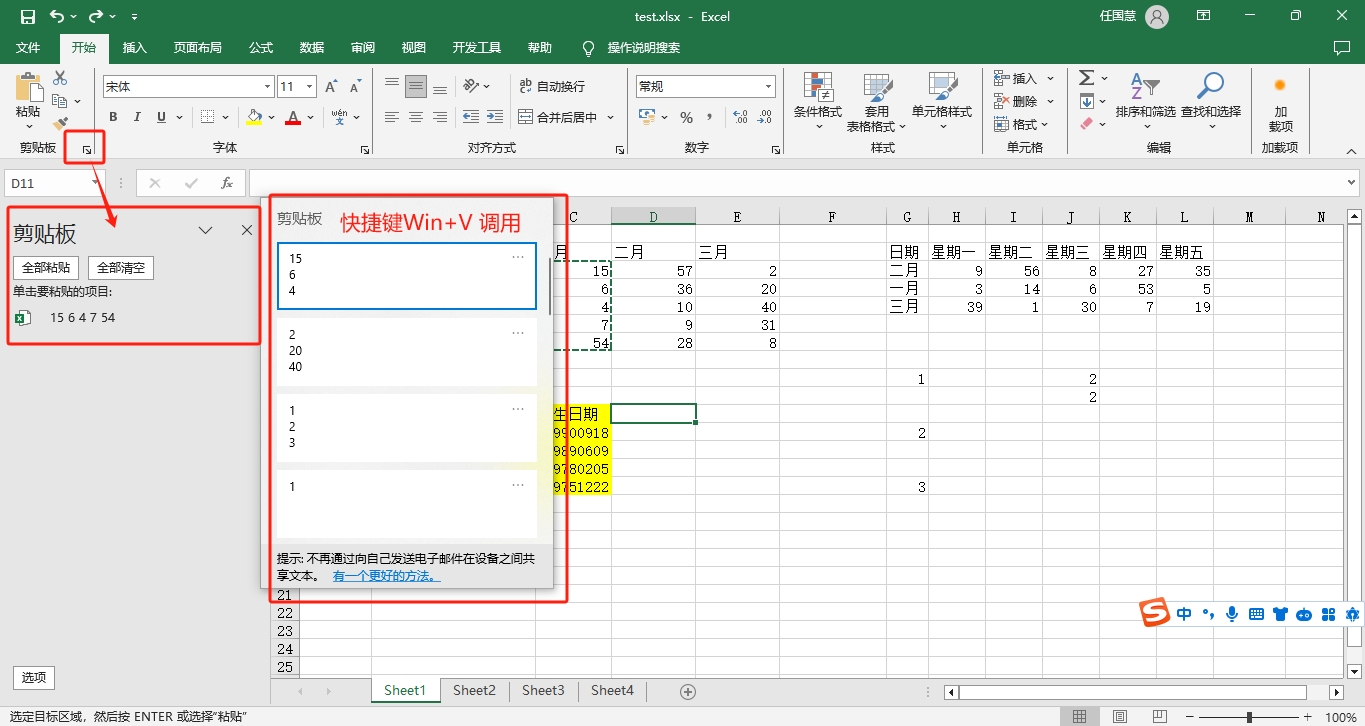 test.xlsx - Excel
任国慧
文件 开始 插入 页面布局 公式 数据 审阅 视图 开发工具 帮助 操作说明搜索
宋体 11
自动换行
常规
插入
粘贴
条件格式 套用 单元格样式
表格格式
删除
排序和筛选 查找和选择
加
载项
B I U
wén
文
合并后居中
% ,
格式
剪贴板 字体 对齐方式 数字 样式 单元格 编辑 加载项
D11
fx
剪贴板
全部粘贴 全部清空
单击要粘贴的项目:
15 6 4 7 54
选项
剪贴板 快捷键Win+V 调用
15
6
4
2
20
40
1
2
3
1
提示: 不再通过向自己发送电子邮件在设备之间共
享文本。 有一个更好的方法。
C D E F G H I J K L M N
月 二月 三月 日期 星期一 星期二 星期三 星期四 星期五
15 57 2 二月 9 56 8 27 35
6 36 20 一月 3 14 6 53 5
4 10 40 三月 39 1 30 7 19
7 9 31
54 28 8
1 2
2
生日期
9900918 2
9890609
9780205
9751222 3
21
22
23
24
25
中
Sheet1 Sheet2 Sheet3 Sheet4
选定目标区域，然后按 ENTER 或选择"粘贴"
100%